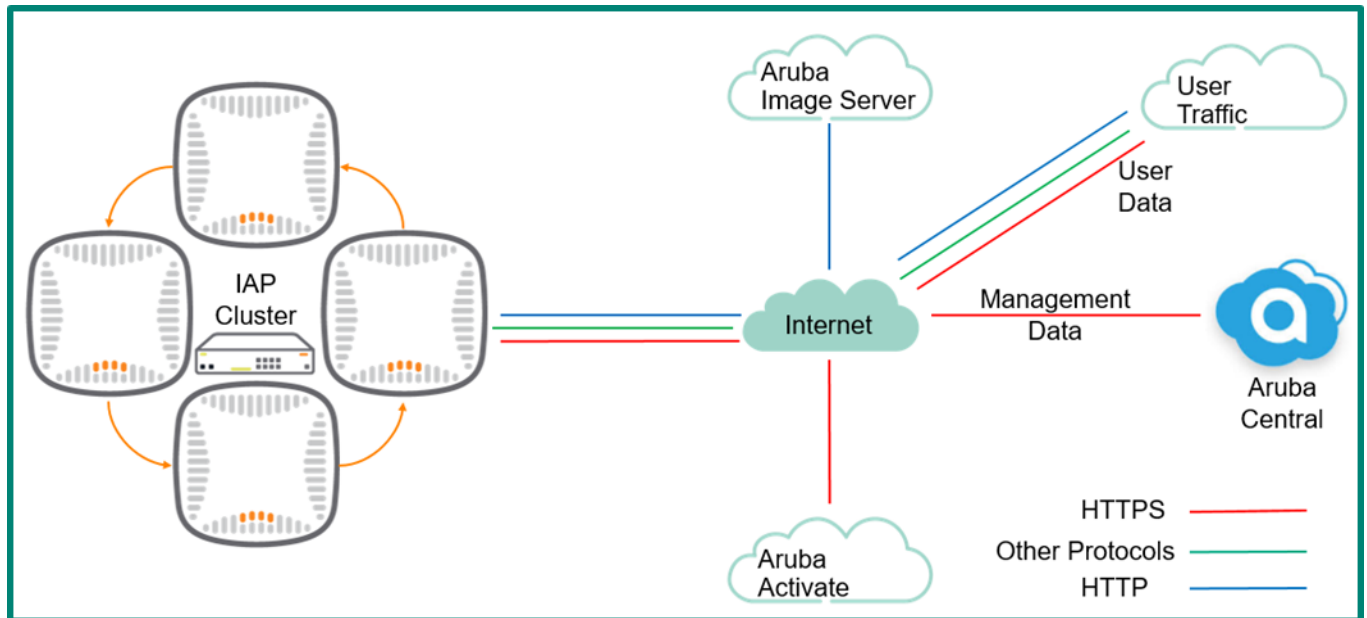 Aruba
Image Server
User
Traffic
User
Data
IAP
Cluster
Internet
Management
Data
Aruba
Central
Aruba
Activate
HTTPS
Other Protocols
HTTP